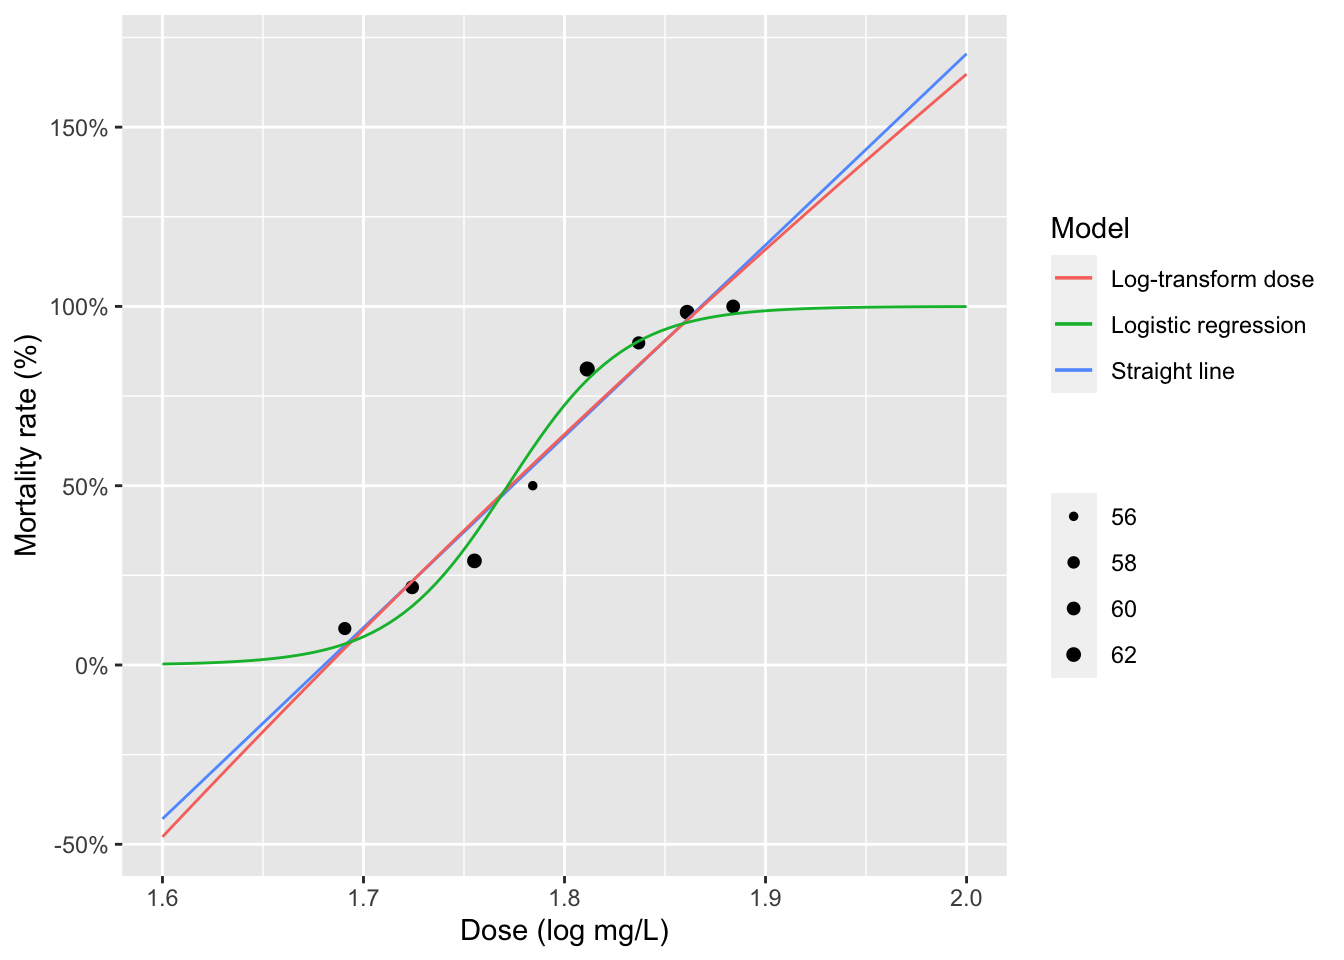 150%
100%
50%
0%
-50%
Mortality rate (%)
1.6 1.7 1.8 1.9 2.0
Dose (log mg/L)
Model
Log-transform dose
Logistic regression
Straight line
56
58
60
62